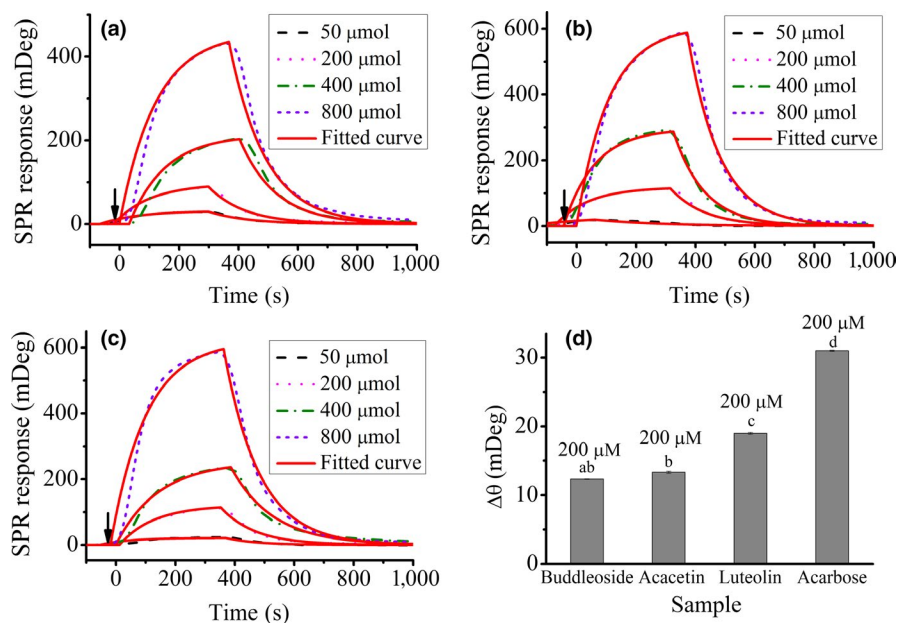 (a)
50 μmol
200 μmol
400 μmol
800 μmol
Fitted curve
400
200
0
SPR response (mDeg)
0 200 400 600 800 1,000
Time (s)
(b)
50 μmol
200 μmol
400 μmol
800 μmol
Fitted curve
600
400
200
0
SPR response (mDeg)
0 200 400 600 800 1,000
Time (s)
(c)
50 μmol
200 μmol
400 μmol
800 μmol
Fitted curve
600
400
200
0
SPR response (mDeg)
0 200 400 600 800 1,000
Time (s)
(d)
200 μM
d
200 μM
c
200 μM
b
200 μM
ab
30
20
10
0
Δθ (mDeg)
Buddleoside Acacetin Luteolin Acarbose
Sample